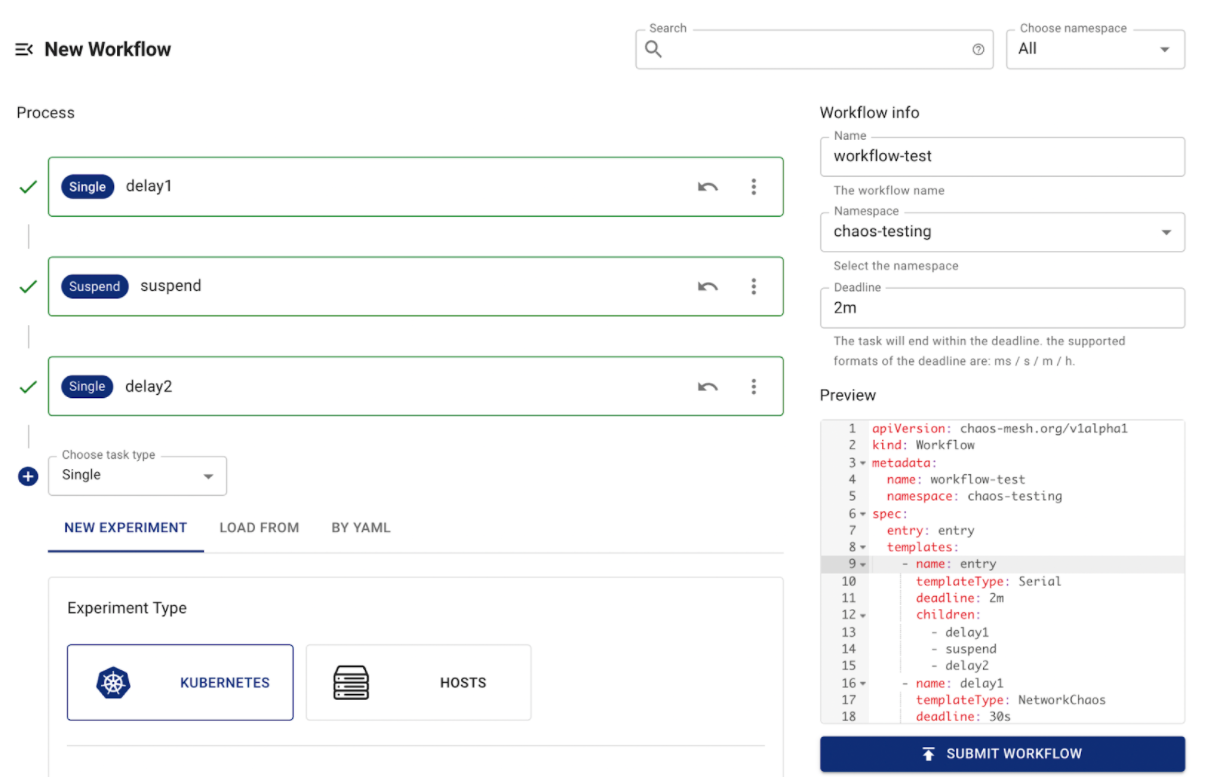 New Workflow
Search
Choose namespace
All
Process
Single delay1
Suspend suspend
Single delay2
Choose task type
Single
NEW EXPERIMENT LOAD FROM BY YAML
Experiment Type
KUBERNETES HOSTS
Workflow info
Name
workflow-test
The workflow name
Namespace
chaos-testing
Select the namespace
Deadline
2m
The task will end within the deadline. the supported
formats of the deadline are: ms / s / m / h.
Preview
1 apiVersion: chaos-mesh.org/v1alpha1
2 kind: Workflow
3 metadata:
4 name: workflow-test
5 namespace: chaos-testing
6 spec:
7 entry: entry
8 templates:
9 - name: entry
10 templateType: Serial
11 deadline: 2m
12 children:
13 - delay1
14 - suspend
15 - delay2
16 - name: delay1
17 templateType: NetworkChaos
18 deadline: 30s
SUBMIT WORKFLOW